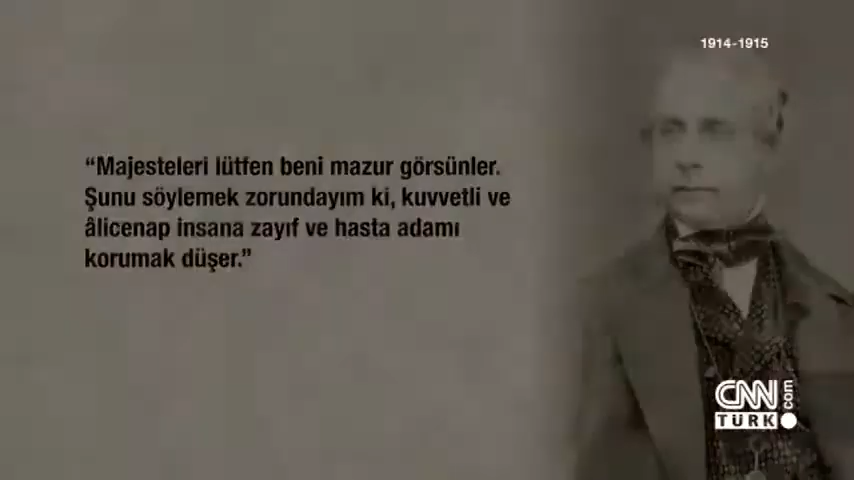 1914-1915
“Majesteleri lütfen beni mazur görsünler.
Şunu söylemek zorundayım ki, kuvvetli ve
âlicenap insana zayıf ve hasta adamı
korumak düşer.”
CNN
TÜRK
.com